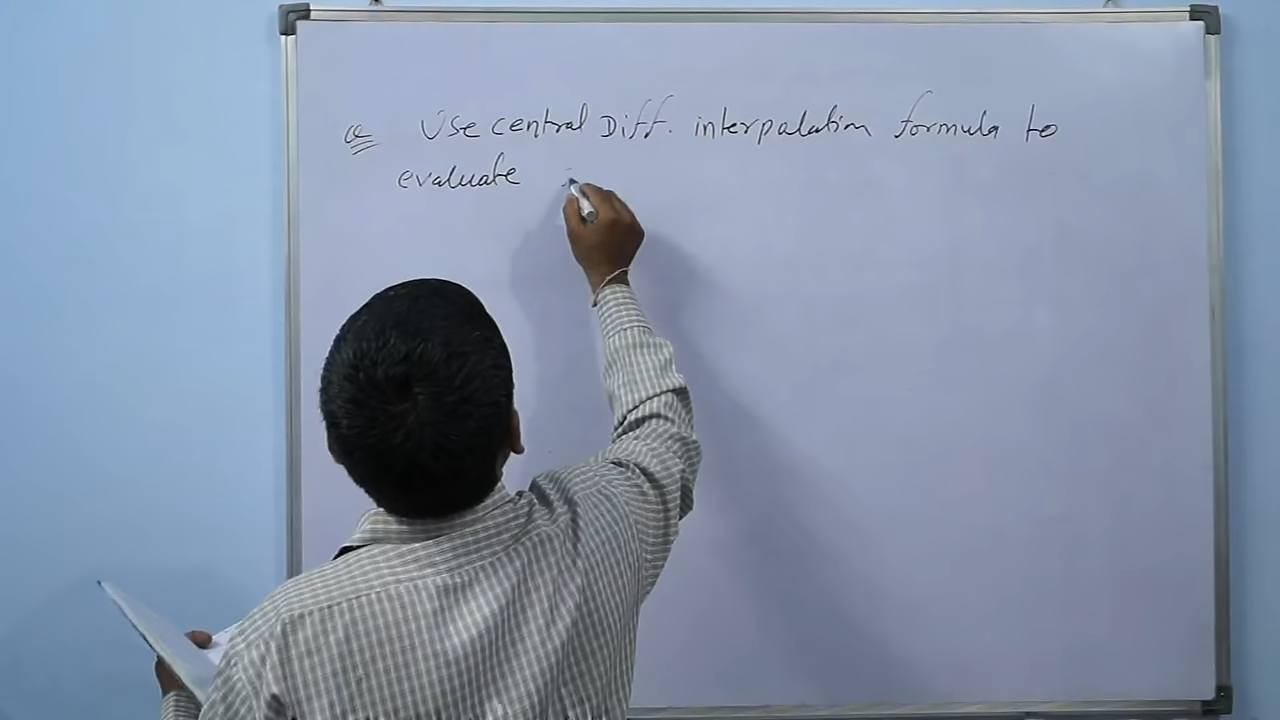 Q Use central Diff. interpalation formula to
evaluate